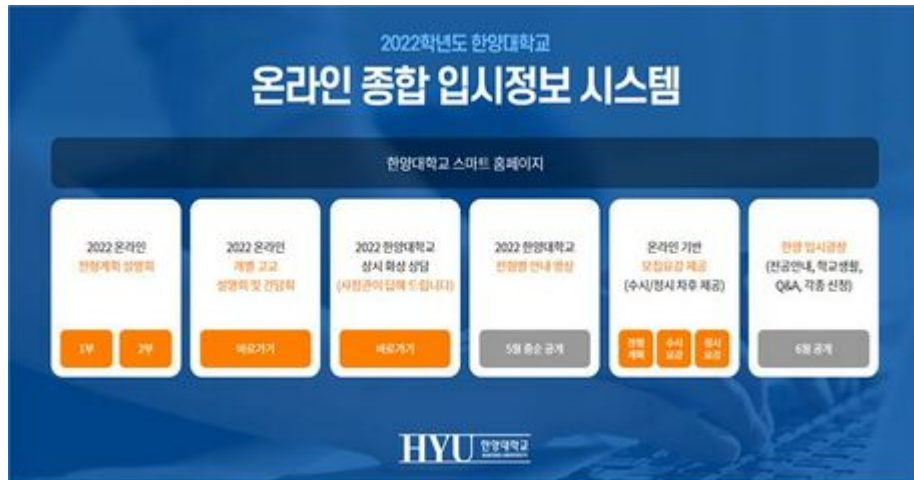 2022학년도 한양대학교
온라인 종합 입시정보 시스템
한양대학교 스마트 홈페이지
2022 온라인
전형계획 설명회
1부
2부
2022 온라인
개별 고교
설명회 및 간담회
바로가기
2022 한양대학교
상시 화상 상담
(사정관이 답해 드립니다)
바로가기
2022 한양대학교
전형별 안내 영상
5월 중순 공개
온라인 기반
모집요강 제공
(수시/정시 차후 제공)
전형
계획
수시
요강
정시
요강
한양 입시광장
(전공안내, 학교생활,
Q&A, 각종 신청)
6월 공개
HYU 한양대학교